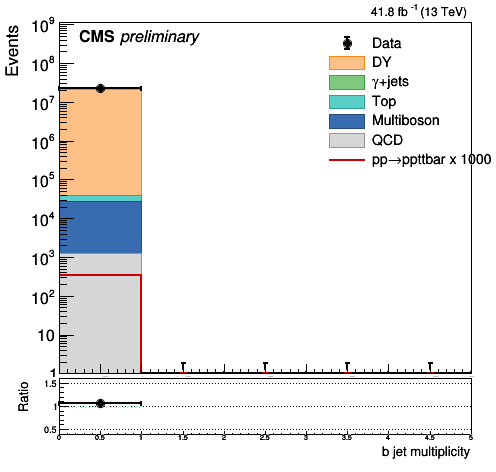 41.8 fb⁻¹ (13 TeV)
CMS preliminary
Events
10⁹
10⁸
10⁷
10⁶
10⁵
10⁴
10³
10²
10
1
Data
DY
γ+jets
Top
Multiboson
QCD
pp→ppttbar x 1000
Ratio
1.5
1
0.5
0 0.5 1 1.5 2 2.5 3 3.5 4 4.5 5
b jet multiplicity